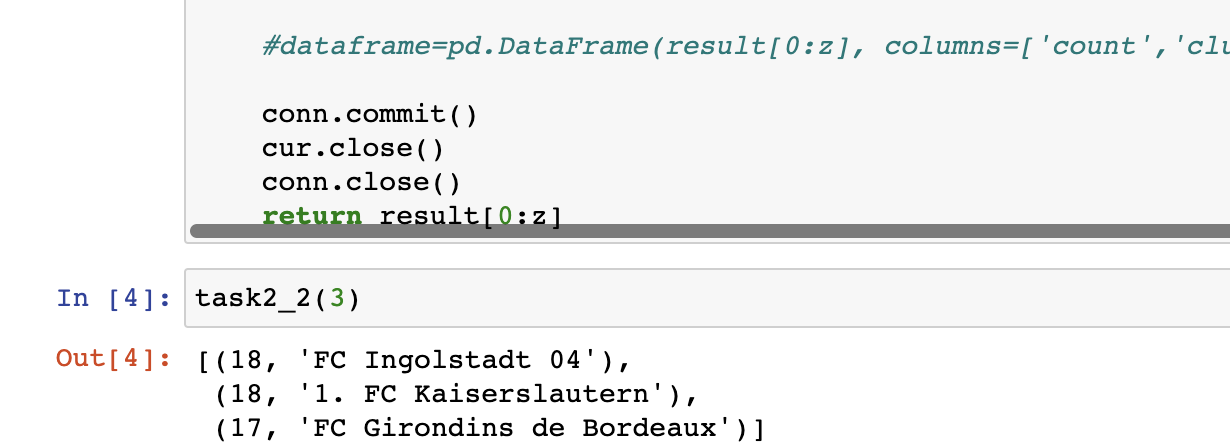 #dataframe=pd.DataFrame(result[0:z], columns=['count','clu
conn.commit()
cur.close()
conn.close()
return result[0:z]
In [4]: task2_2(3)
Out[4]: [(18, 'FC Ingolstadt 04'),
(18, '1. FC Kaiserslautern'),
(17, 'FC Girondins de Bordeaux')]